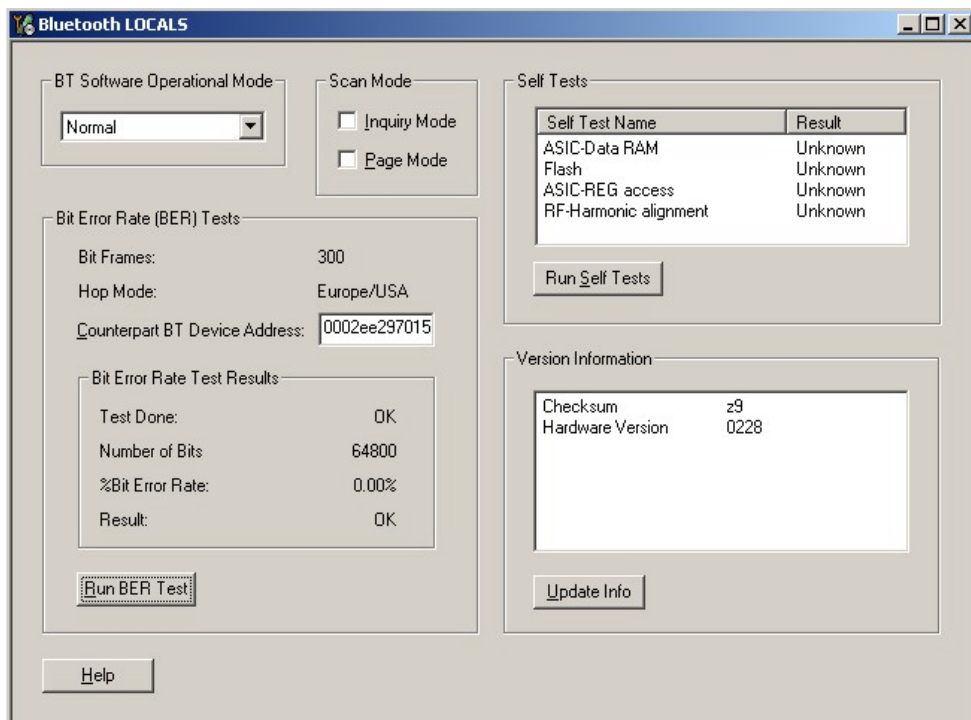 Bluetooth LOCALS
BT Software Operational Mode
Normal
Scan Mode
Inquiry Mode
Page Mode
Bit Error Rate (BER) Tests
Bit Frames: 300
Hop Mode: Europe/USA
Counterpart BT Device Address: 0002ee297015
Bit Error Rate Test Results
Test Done: OK
Number of Bits 64800
%Bit Error Rate: 0.00%
Result: OK
Run BER Test
Help
Self Tests
Self Test Name Result
ASIC-Data RAM Unknown
Flash Unknown
ASIC-REG access Unknown
RF-Harmonic alignment Unknown
Run Self Tests
Version Information
Checksum z9
Hardware Version 0228
Update Info